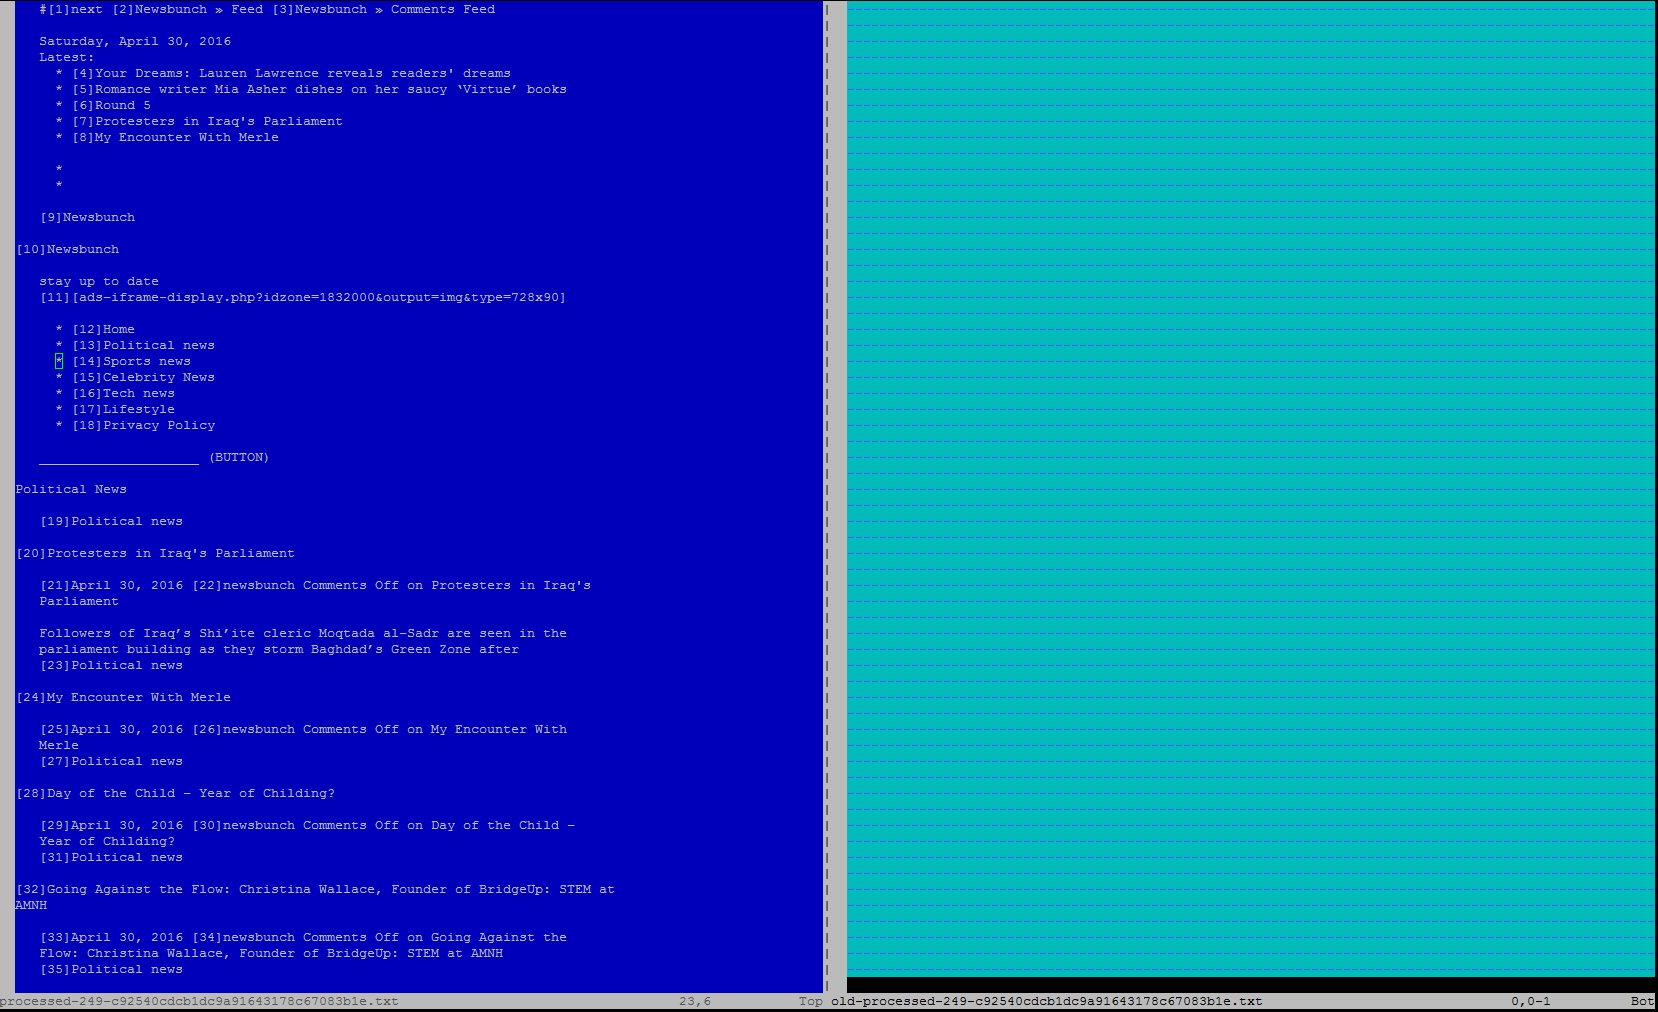 #[1]next [2]Newsbunch » Feed [3]Newsbunch » Comments Feed
Saturday, April 30, 2016
Latest:
* [4]Your Dreams: Lauren Lawrence reveals readers' dreams
* [5]Romance writer Mia Asher dishes on her saucy ‘Virtue’ books
* [6]Round 5
* [7]Protesters in Iraq's Parliament
* [8]My Encounter With Merle
*
*
[9]Newsbunch
[10]Newsbunch
stay up to date
[11][ads-iframe-display.php?idzone=1832000&output=img&type=728x90]
* [12]Home
* [13]Political news
* [14]Sports news
* [15]Celebrity News
* [16]Tech news
* [17]Lifestyle
* [18]Privacy Policy
____________________ (BUTTON)
Political News
[19]Political news
[20]Protesters in Iraq's Parliament
[21]April 30, 2016 [22]newsbunch Comments Off on Protesters in Iraq's
Parliament
Followers of Iraq’s Shi’ite cleric Moqtada al-Sadr are seen in the
parliament building as they storm Baghdad’s Green Zone after
[23]Political news
[24]My Encounter With Merle
[25]April 30, 2016 [26]newsbunch Comments Off on My Encounter With
Merle
[27]Political news
[28]Day of the Child – Year of Childing?
[29]April 30, 2016 [30]newsbunch Comments Off on Day of the Child –
Year of Childing?
[31]Political news
[32]Going Against the Flow: Christina Wallace, Founder of BridgeUp: STEM at
AMNH
[33]April 30, 2016 [34]newsbunch Comments Off on Going Against the
Flow: Christina Wallace, Founder of BridgeUp: STEM at AMNH
[35]Political news
processed-249-c92540cdcb1dc9a91643178c67083b1e.txt 23,6 Top
old-processed-249-c92540cdcb1dc9a91643178c67083b1e.txt 0,0-1 Bot